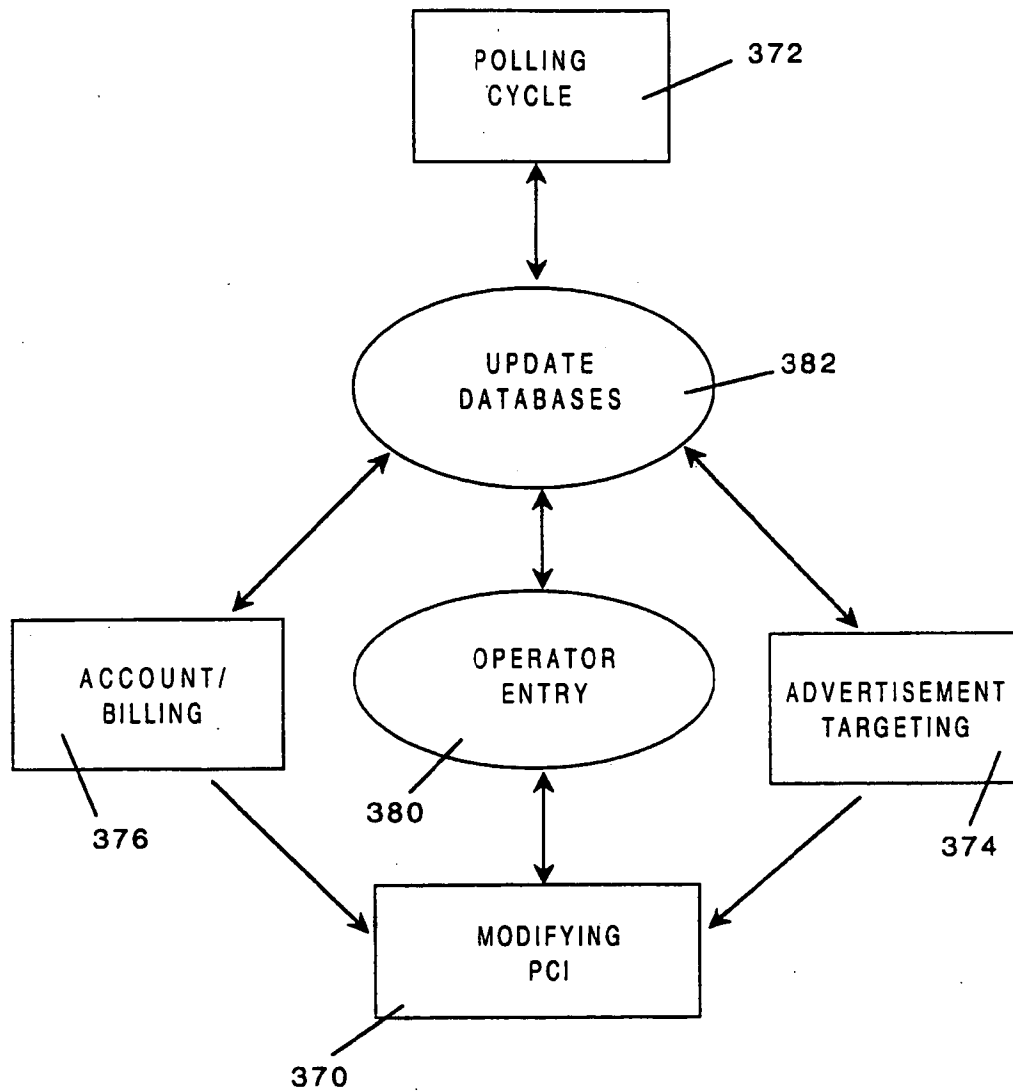 POLLING
CYCLE
372
UPDATE
DATABASES
382
ACCOUNT/
BILLING
376
OPERATOR
ENTRY
380
ADVERTISEMENT
TARGETING
374
MODIFYING
PCI
370